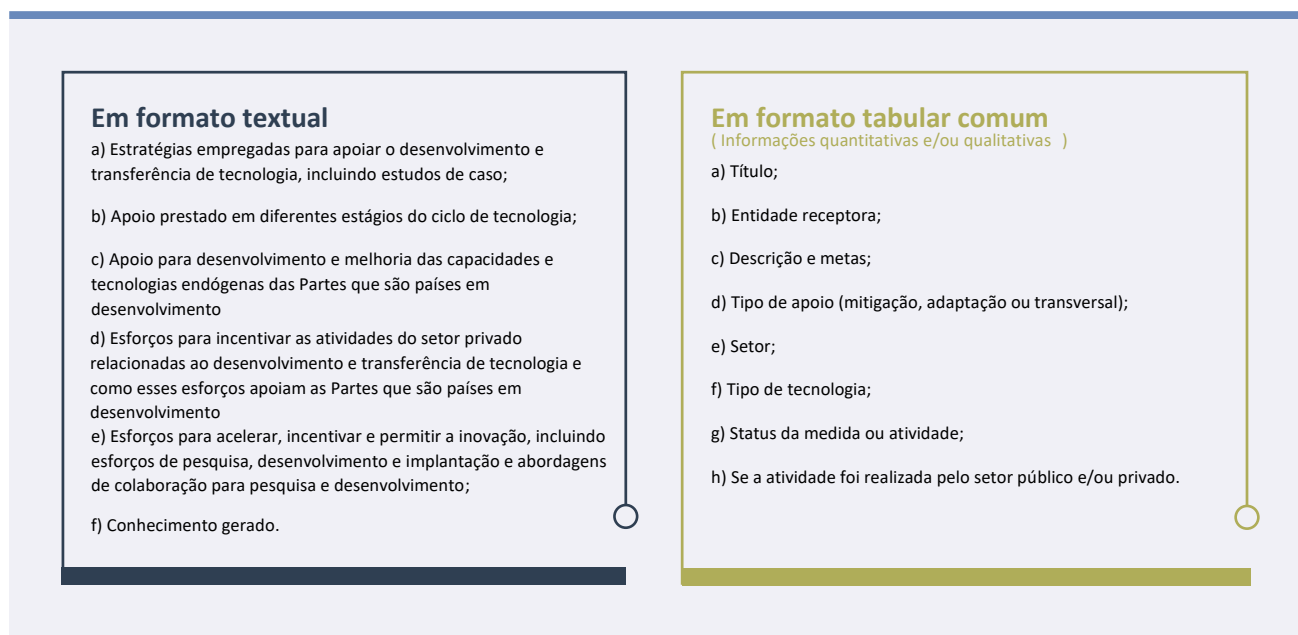 Em formato textual
a) Estratégias empregadas para apoiar o desenvolvimento e
transferência de tecnologia, incluindo estudos de caso;
b) Apoio prestado em diferentes estágios do ciclo de tecnologia;
c) Apoio para desenvolvimento e melhoria das capacidades e
tecnologias endógenas das Partes que são países em
desenvolvimento
d) Esforços para incentivar as atividades do setor privado
relacionadas ao desenvolvimento e transferência de tecnologia e
como esses esforços apoiam as Partes que são países em
desenvolvimento
e) Esforços para acelerar, incentivar e permitir a inovação, incluindo
esforços de pesquisa, desenvolvimento e implantação e abordagens
de colaboração para pesquisa e desenvolvimento;
f) Conhecimento gerado.
Em formato tabular comum
( Informações quantitativas e/ou qualitativas )
a) Título;
b) Entidade receptora;
c) Descrição e metas;
d) Tipo de apoio (mitigação, adaptação ou transversal);
e) Setor;
f) Tipo de tecnologia;
g) Status da medida ou atividade;
h) Se a atividade foi realizada pelo setor público e/ou privado.